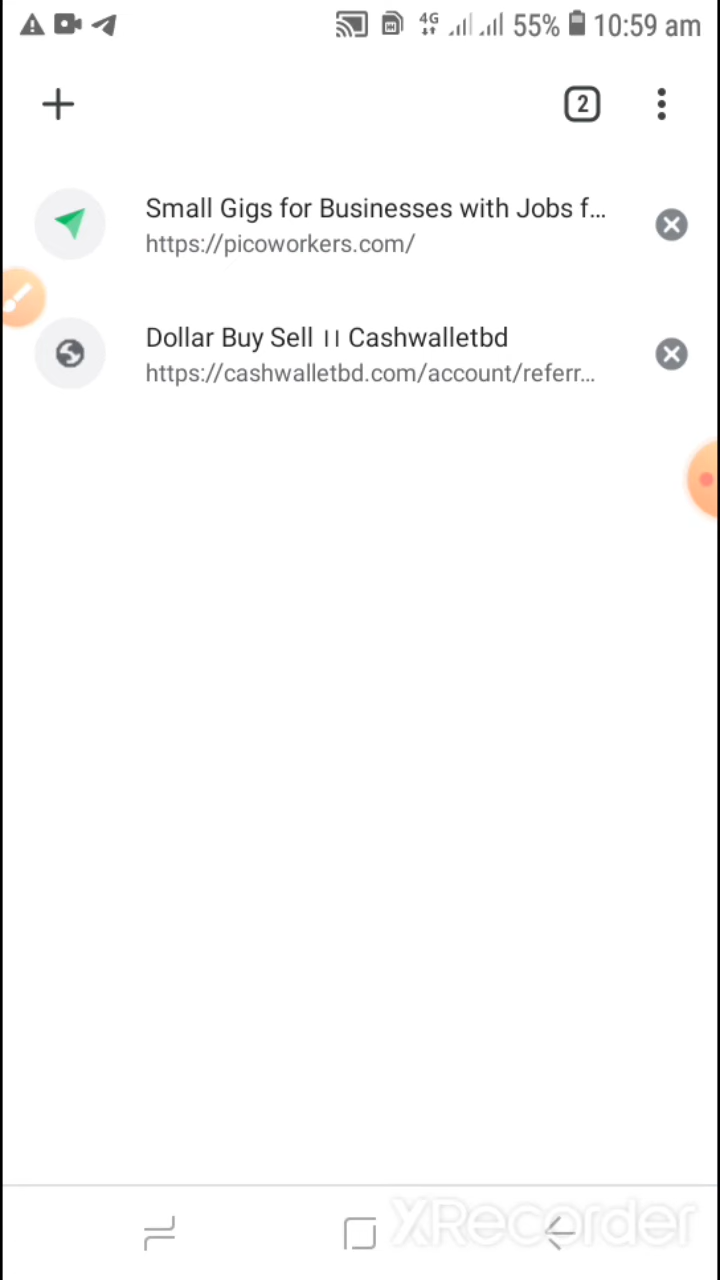 4G 55% 10:59 am
2
Small Gigs for Businesses with Jobs f...
https://picoworkers.com/
Dollar Buy Sell ।। Cashwalletbd
https://cashwalletbd.com/account/referr...
XRecorder